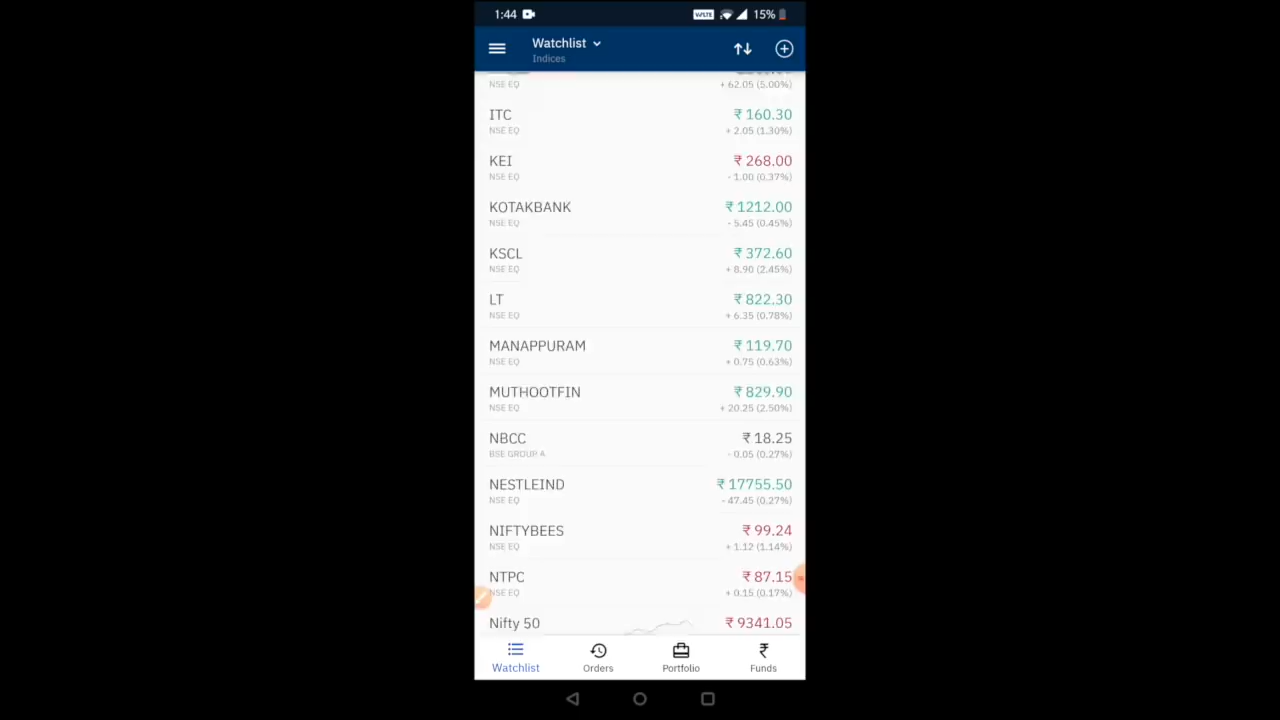 1:44 VoLTE 15%
Watchlist
Indices
NSE EQ + 62.05 (5.00%)
ITC ₹ 160.30
NSE EQ + 2.05 (1.30%)
KEI ₹ 268.00
NSE EQ - 1.00 (0.37%)
KOTAKBANK ₹ 1212.00
NSE EQ - 5.45 (0.45%)
KSCL ₹ 372.60
NSE EQ + 8.90 (2.45%)
LT ₹ 822.30
NSE EQ + 6.35 (0.78%)
MANAPPURAM ₹ 119.70
NSE EQ + 0.75 (0.63%)
MUTHOOTFIN ₹ 829.90
NSE EQ + 20.25 (2.50%)
NBCC ₹ 18.25
BSE GROUP A - 0.05 (0.27%)
NESTLEIND ₹ 17755.50
NSE EQ - 47.45 (0.27%)
NIFTYBEES ₹ 99.24
NSE EQ + 1.12 (1.14%)
NTPC ₹ 87.15
NSE EQ + 0.15 (0.17%)
Nifty 50 ₹ 9341.05
Watchlist Orders Portfolio Funds